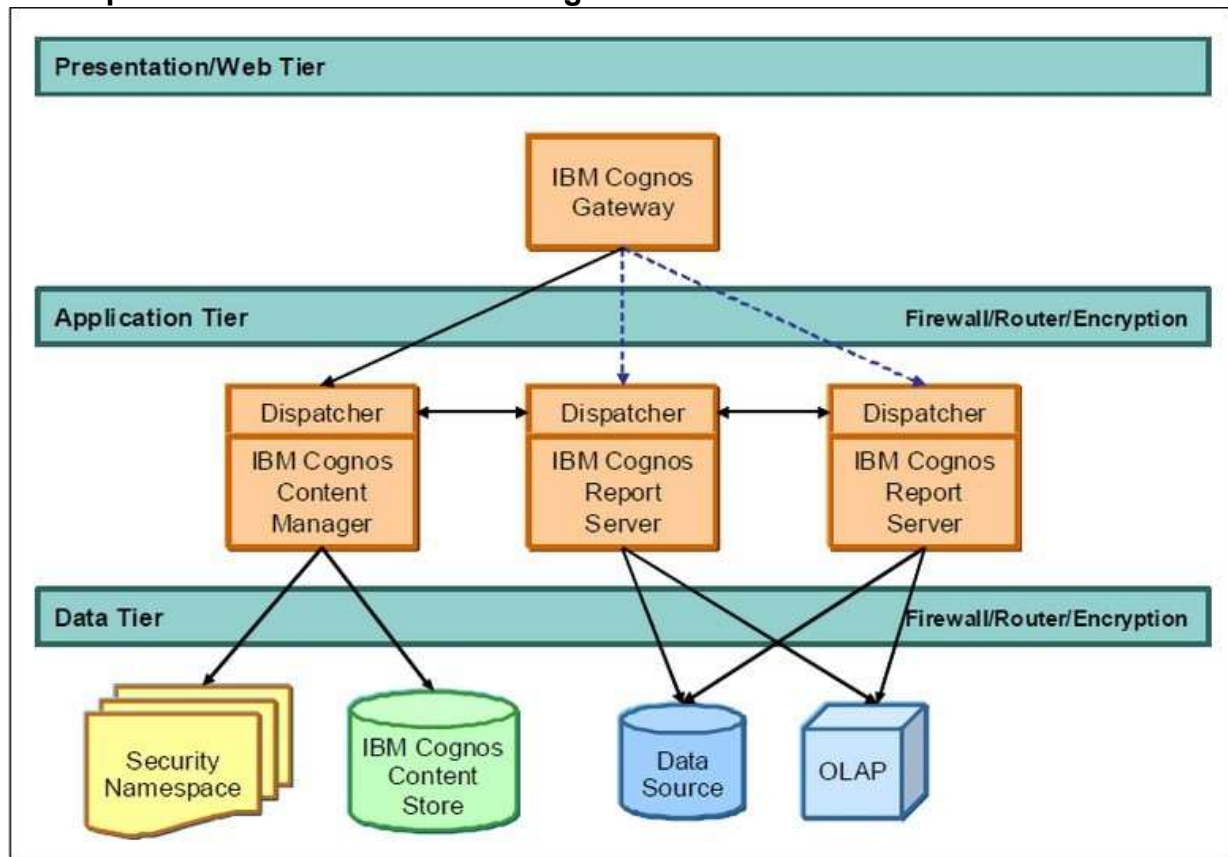 Presentation/Web Tier
IBM Cognos
Gateway
Application Tier
Firewall/Router/Encryption
Dispatcher
Dispatcher
Dispatcher
IBM Cognos
Content
Manager
IBM Cognos
Report
Server
IBM Cognos
Report
Server
Data Tier
Firewall/Router/Encryption
Security
Namespace
IBM Cognos
Content
Store
Data
Source
OLAP